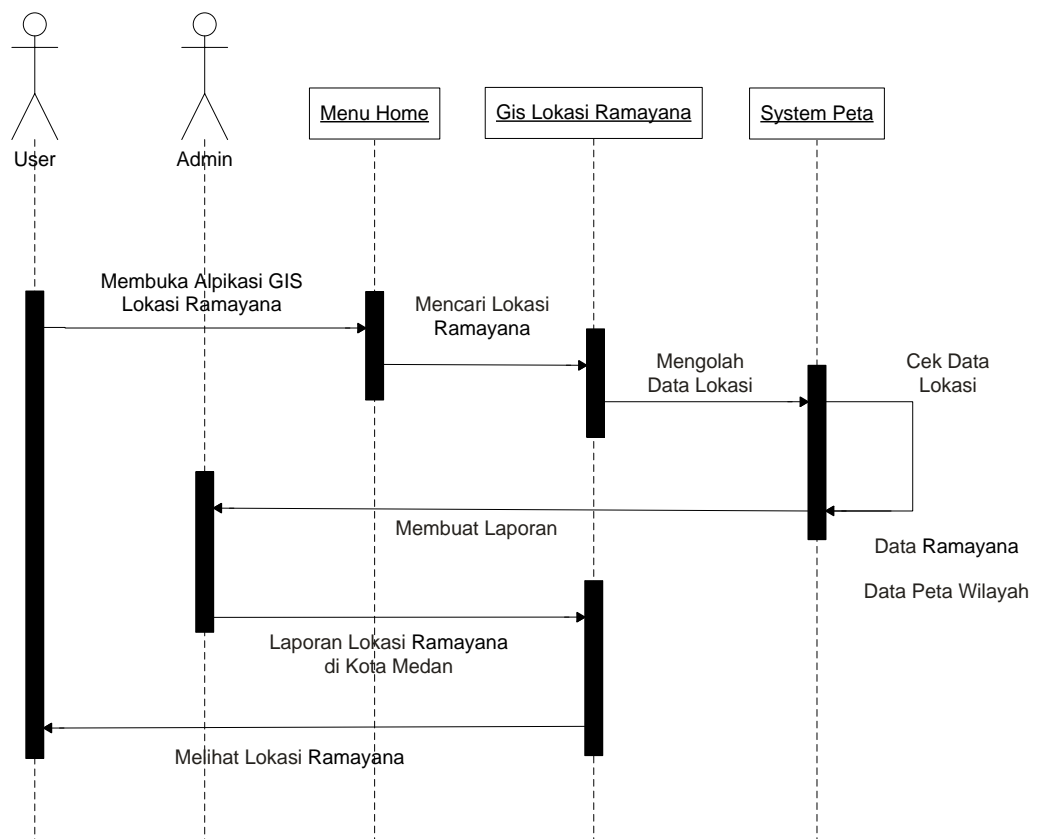 User
Admin
Menu Home
Gis Lokasi Ramayana
System Peta
Membuka Alpikasi GIS
Lokasi Ramayana
Mencari Lokasi
Ramayana
Mengolah
Data Lokasi
Cek Data
Lokasi
Membuat Laporan
Data Ramayana
Data Peta Wilayah
Laporan Lokasi Ramayana
di Kota Medan
Melihat Lokasi Ramayana